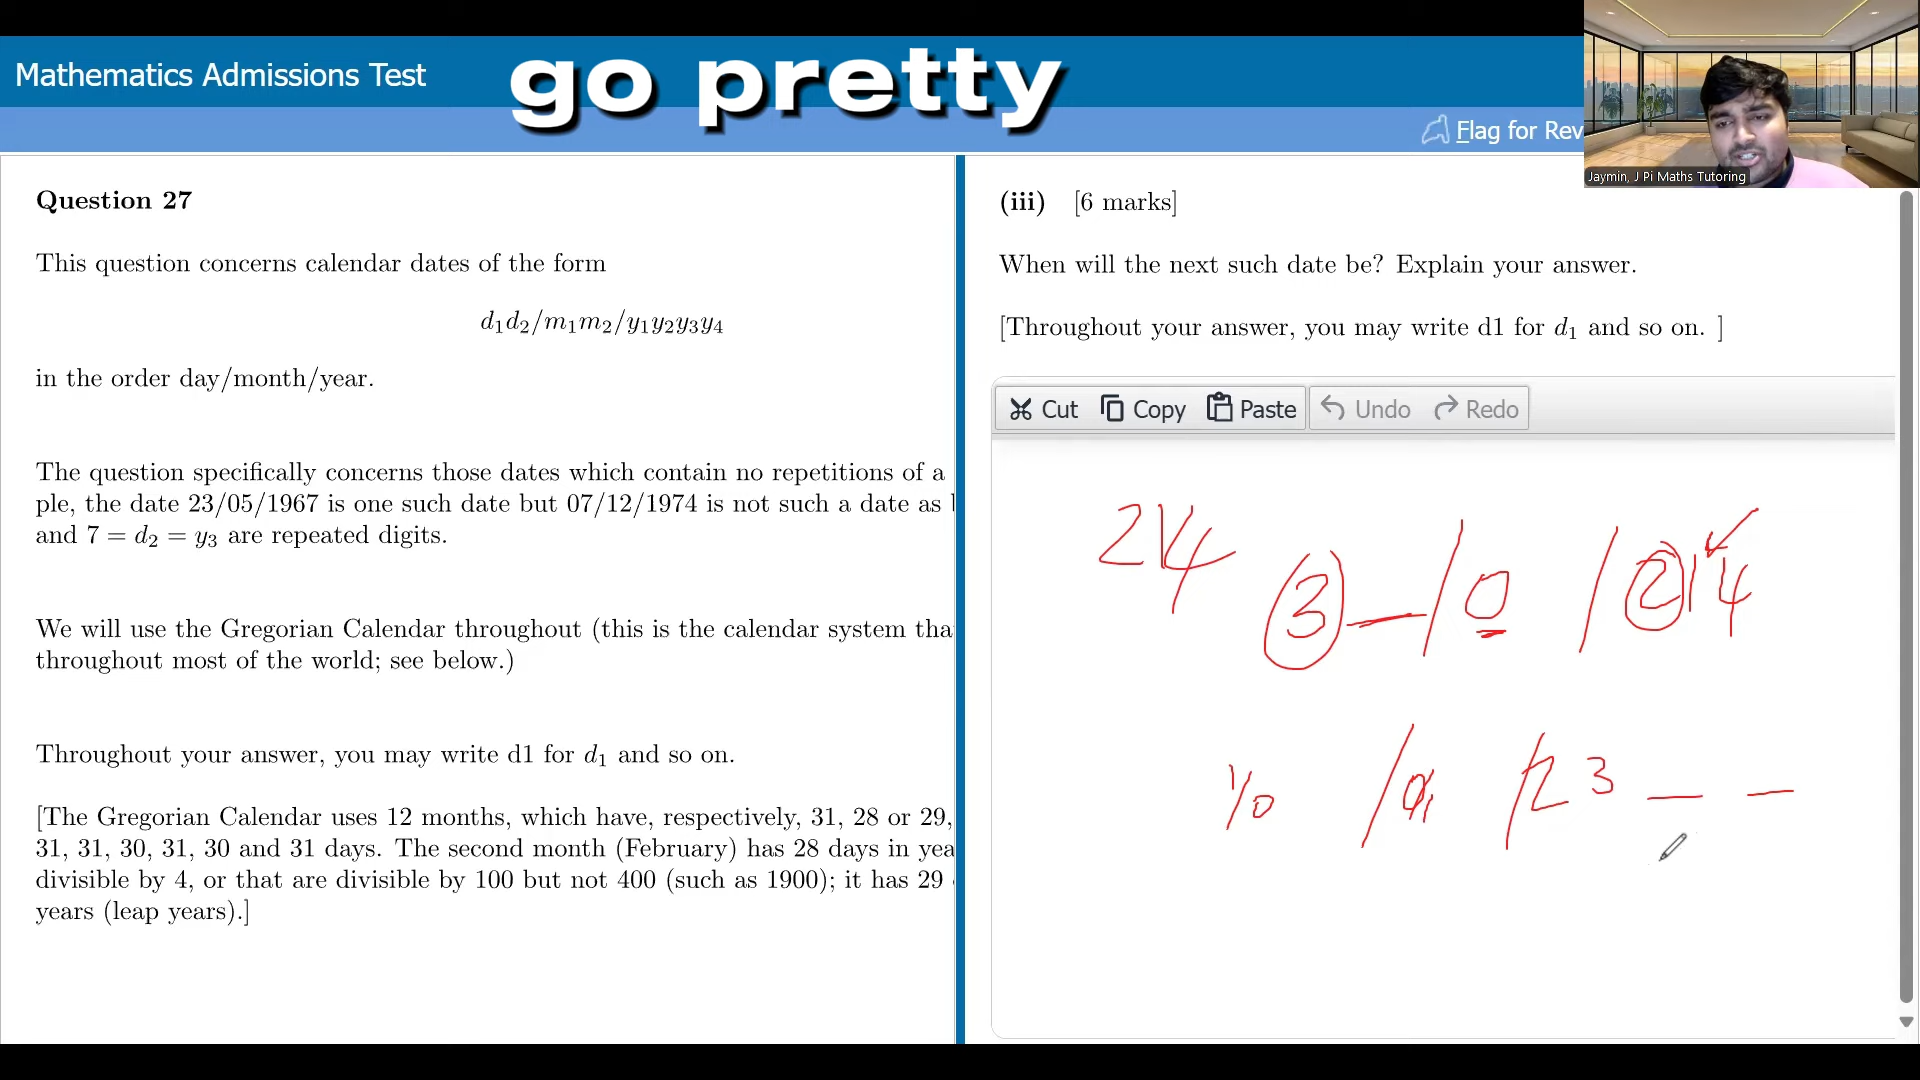 Mathematics Admissions Test
go pretty
Flag for Rev
Jaymin, J Pi Maths Tutoring
Question 27
This question concerns calendar dates of the form
d₁d₂/m₁m₂/y₁y₂y₃y₄
in the order day/month/year.
The question specifically concerns those dates which contain no repetitions of a
ple, the date 23/05/1967 is one such date but 07/12/1974 is not such a date as
and 7 = d₂ = y₃ are repeated digits.
We will use the Gregorian Calendar throughout (this is the calendar system tha
throughout most of the world; see below.)
Throughout your answer, you may write d1 for d₁ and so on.
[The Gregorian Calendar uses 12 months, which have, respectively, 31, 28 or 29,
31, 31, 30, 31, 30 and 31 days. The second month (February) has 28 days in yea
divisible by 4, or that are divisible by 100 but not 400 (such as 1900); it has 29
years (leap years).]
(iii) [6 marks]
When will the next such date be? Explain your answer.
[Throughout your answer, you may write d1 for d₁ and so on. ]
Cut Copy Paste Undo Redo
214
3_/0 /214
1/0 /0 /23_ _